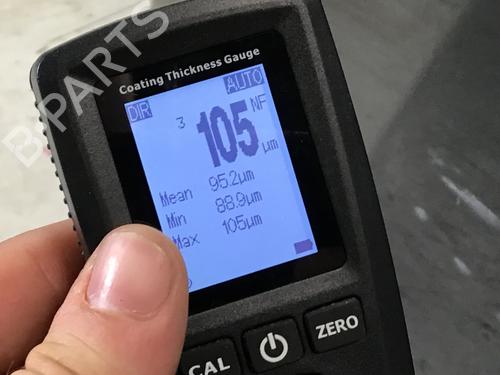 B-PARTS
Coating Thickness Gauge
DIR
AUTO
3
105
NF
µm
Mean 95.2µm
Min 88.9µm
Max 105µm
CAL
ZERO